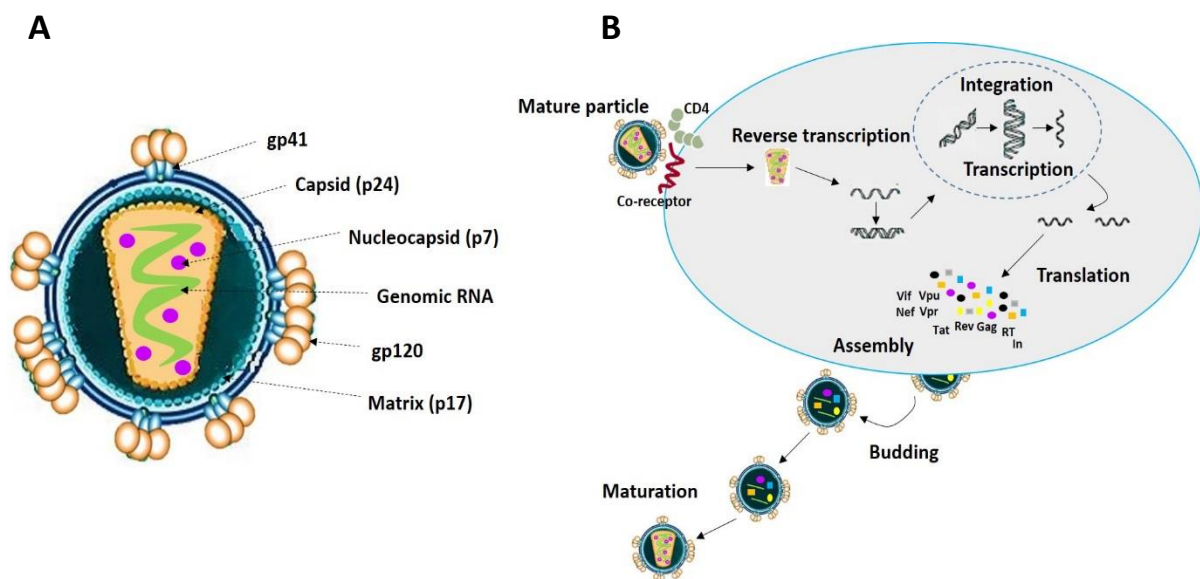 A
gp41
Capsid (p24)
Nucleocapsid (p7)
Genomic RNA
gp120
Matrix (p17)
B
Mature particle
CD4
Co-receptor
Reverse transcription
Integration
Transcription
Translation
Vif Vpu
Nef Vpr
Tat Rev Gag RT
In
Assembly
Budding
Maturation